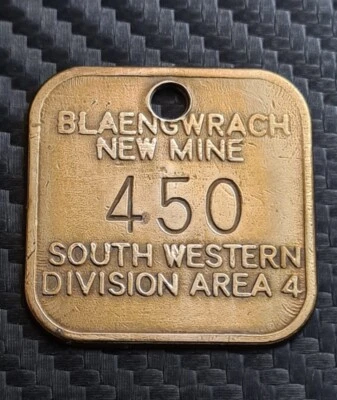 BLAENGWRACH
NEW MINE
450
SOUTH WESTERN
DIVISION AREA 4